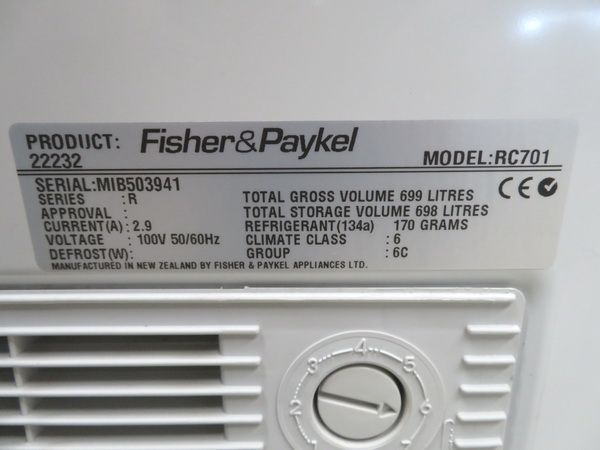 PRODUCT: Fisher&Paykel
22232 MODEL:RC701
SERIAL:MIB503941
SERIES :R TOTAL GROSS VOLUME 699 LITRES
APPROVAL : TOTAL STORAGE VOLUME 698 LITRES
CURRENT(A) : 2.9 REFRIGERANT(134a) 170 GRAMS
VOLTAGE : 100V 50/60Hz CLIMATE CLASS : 6
DEFROST(W): GROUP : 6C
MANUFACTURED IN NEW ZEALAND BY FISHER & PAYKEL APPLIANCES LTD.
CE
2 3 4 5 6